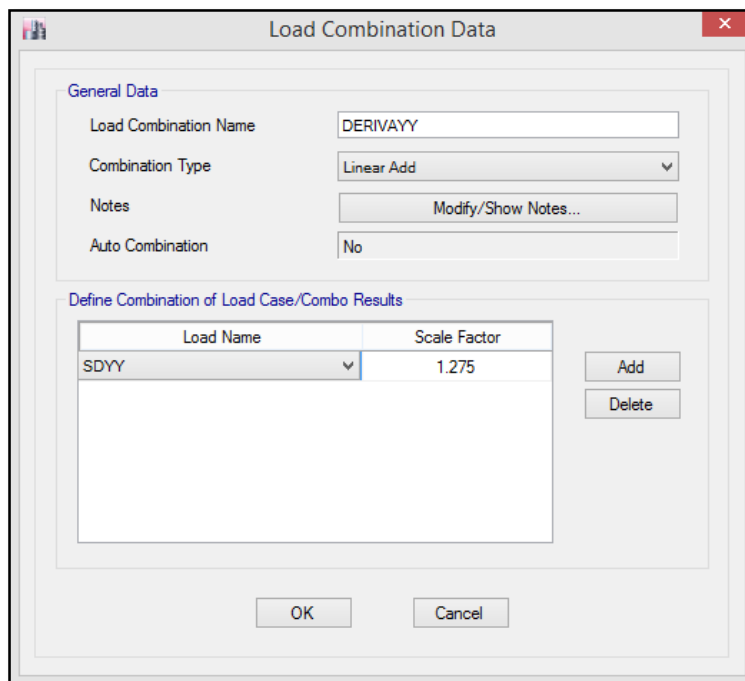 Load Combination Data
General Data
Load Combination Name DERIVAYY
Combination Type Linear Add
Notes Modify/Show Notes...
Auto Combination No
Define Combination of Load Case/Combo Results
Load Name Scale Factor
SDYY 1.275 Add
Delete
OK Cancel